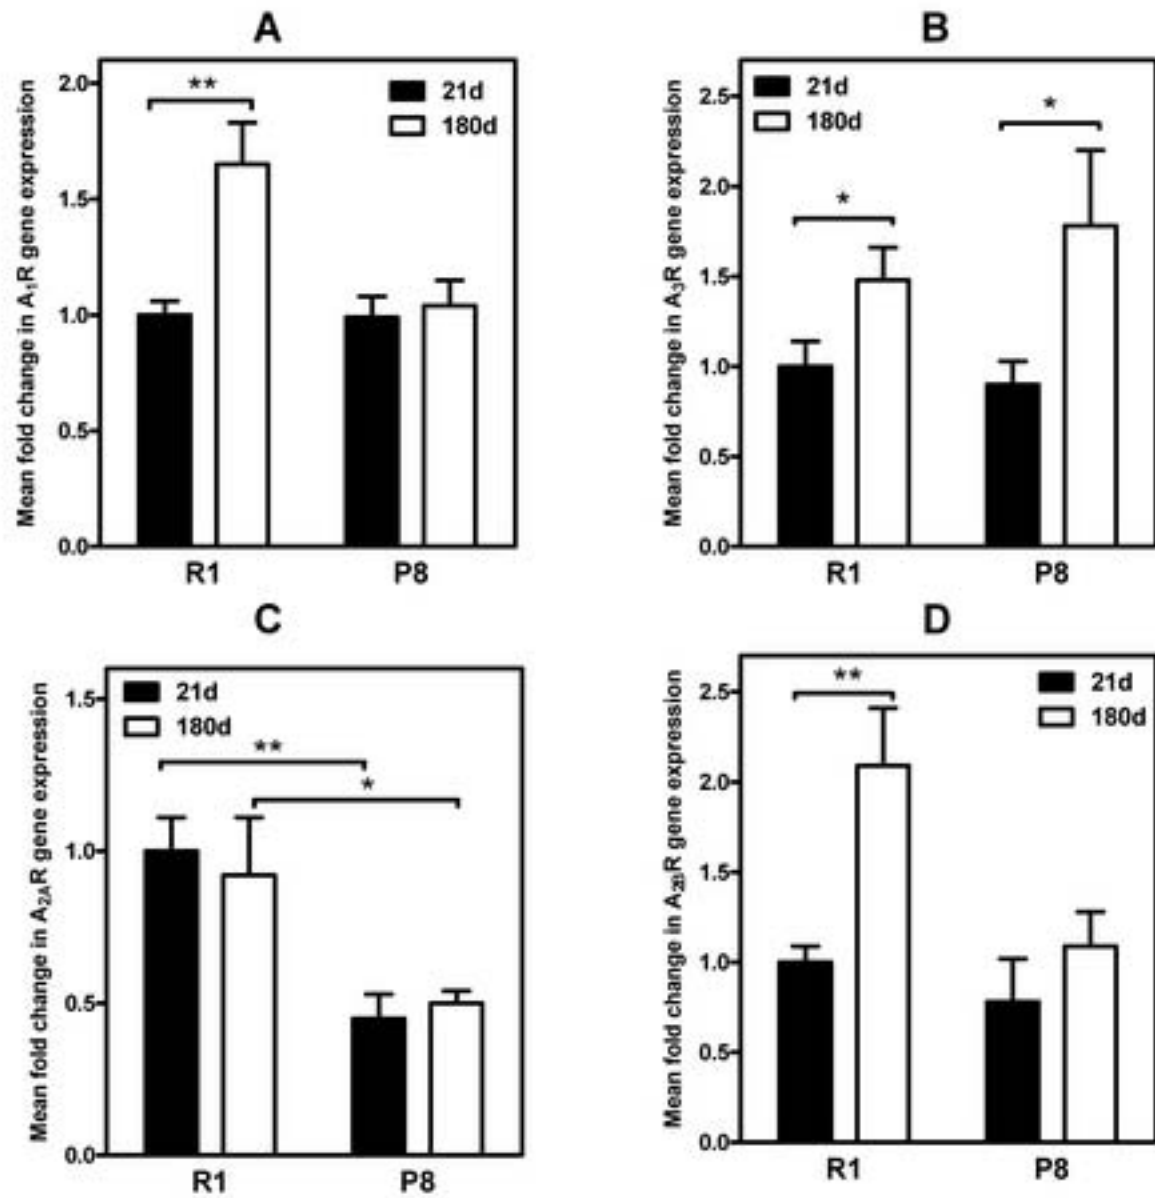 A
Mean fold change in A₁R gene expression
2.0
1.5
1.0
0.5
0.0
**
21d
180d
R1 P8
B
Mean fold change in A₃R gene expression
2.5
2.0
1.5
1.0
0.5
0.0
21d
180d
*
*
R1 P8
C
Mean fold change in A₂ₐR gene expression
1.5
1.0
0.5
0.0
21d
180d
**
*
R1 P8
D
Mean fold change in A₂BR gene expression
2.5
2.0
1.5
1.0
0.5
0.0
**
21d
180d
R1 P8